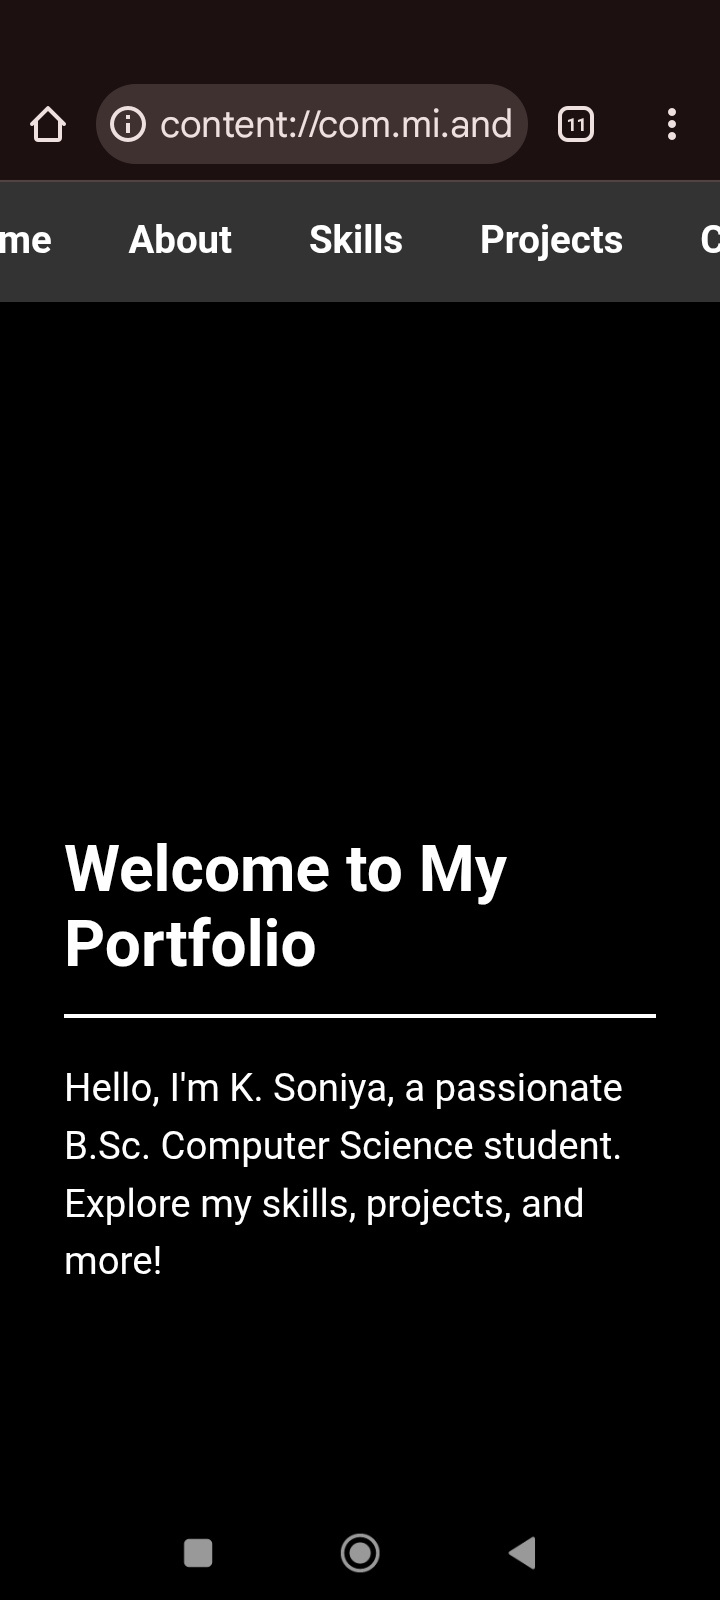 content://com.mi.and
11
me About Skills Projects C
Welcome to My
Portfolio
Hello, I'm K. Soniya, a passionate
B.Sc. Computer Science student.
Explore my skills, projects, and
more!